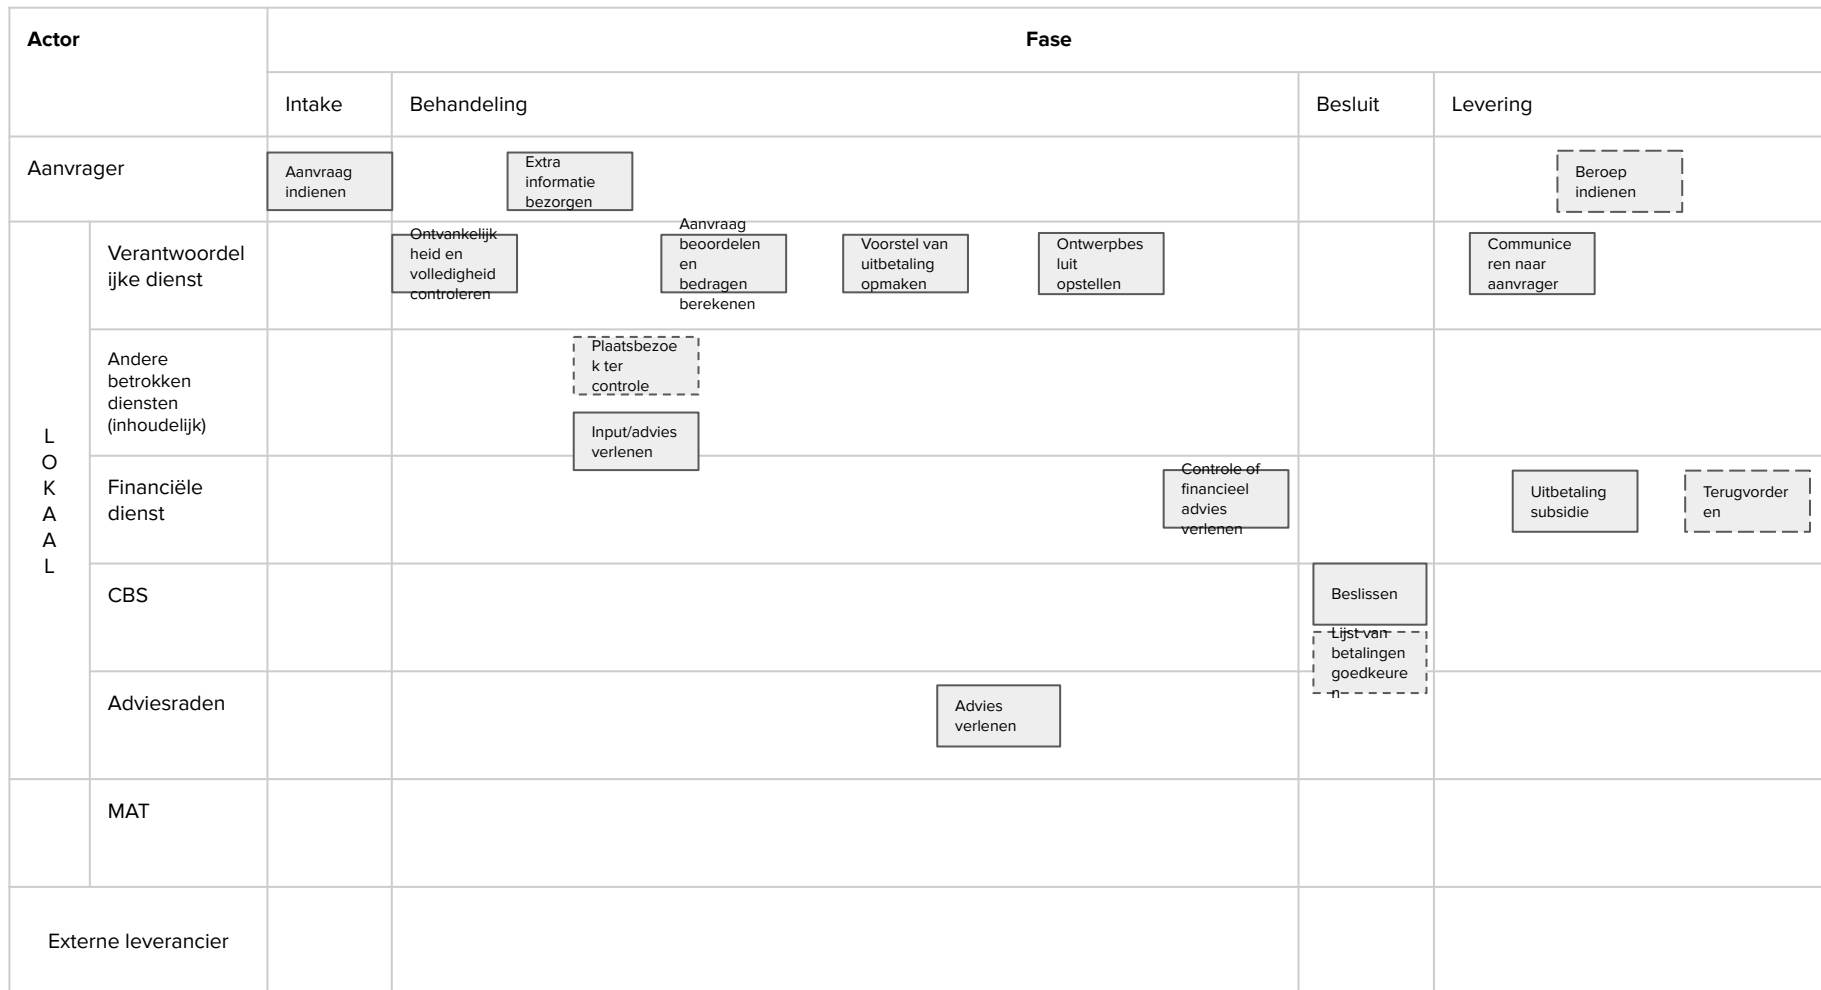 Actor
Fase
Intake
Behandeling
Besluit
Levering
Aanvrager
Aanvraag
indienen
Extra
informatie
bezorgen
Beroep
indienen
L
O
K
A
A
L
Verantwoordel
ijke dienst
Ontvankelijk
heid en
volledigheid
controleren
Aanvraag
beoordelen
en
bedragen
berekenen
Voorstel van
uitbetaling
opmaken
Ontwerpbes
luit
opstellen
Communice
ren naar
aanvrager
Andere
betrokken
diensten
(inhoudelijk)
Plaatsbezoe
k ter
controle
Input/advies
verlenen
Financiële
dienst
Controle of
financieel
advies
verlenen
Uitbetaling
subsidie
Terugvorder
en
CBS
Beslissen
Lijst van
betalingen
goedkeure
n
Adviesraden
Advies
verlenen
MAT
Externe leverancier